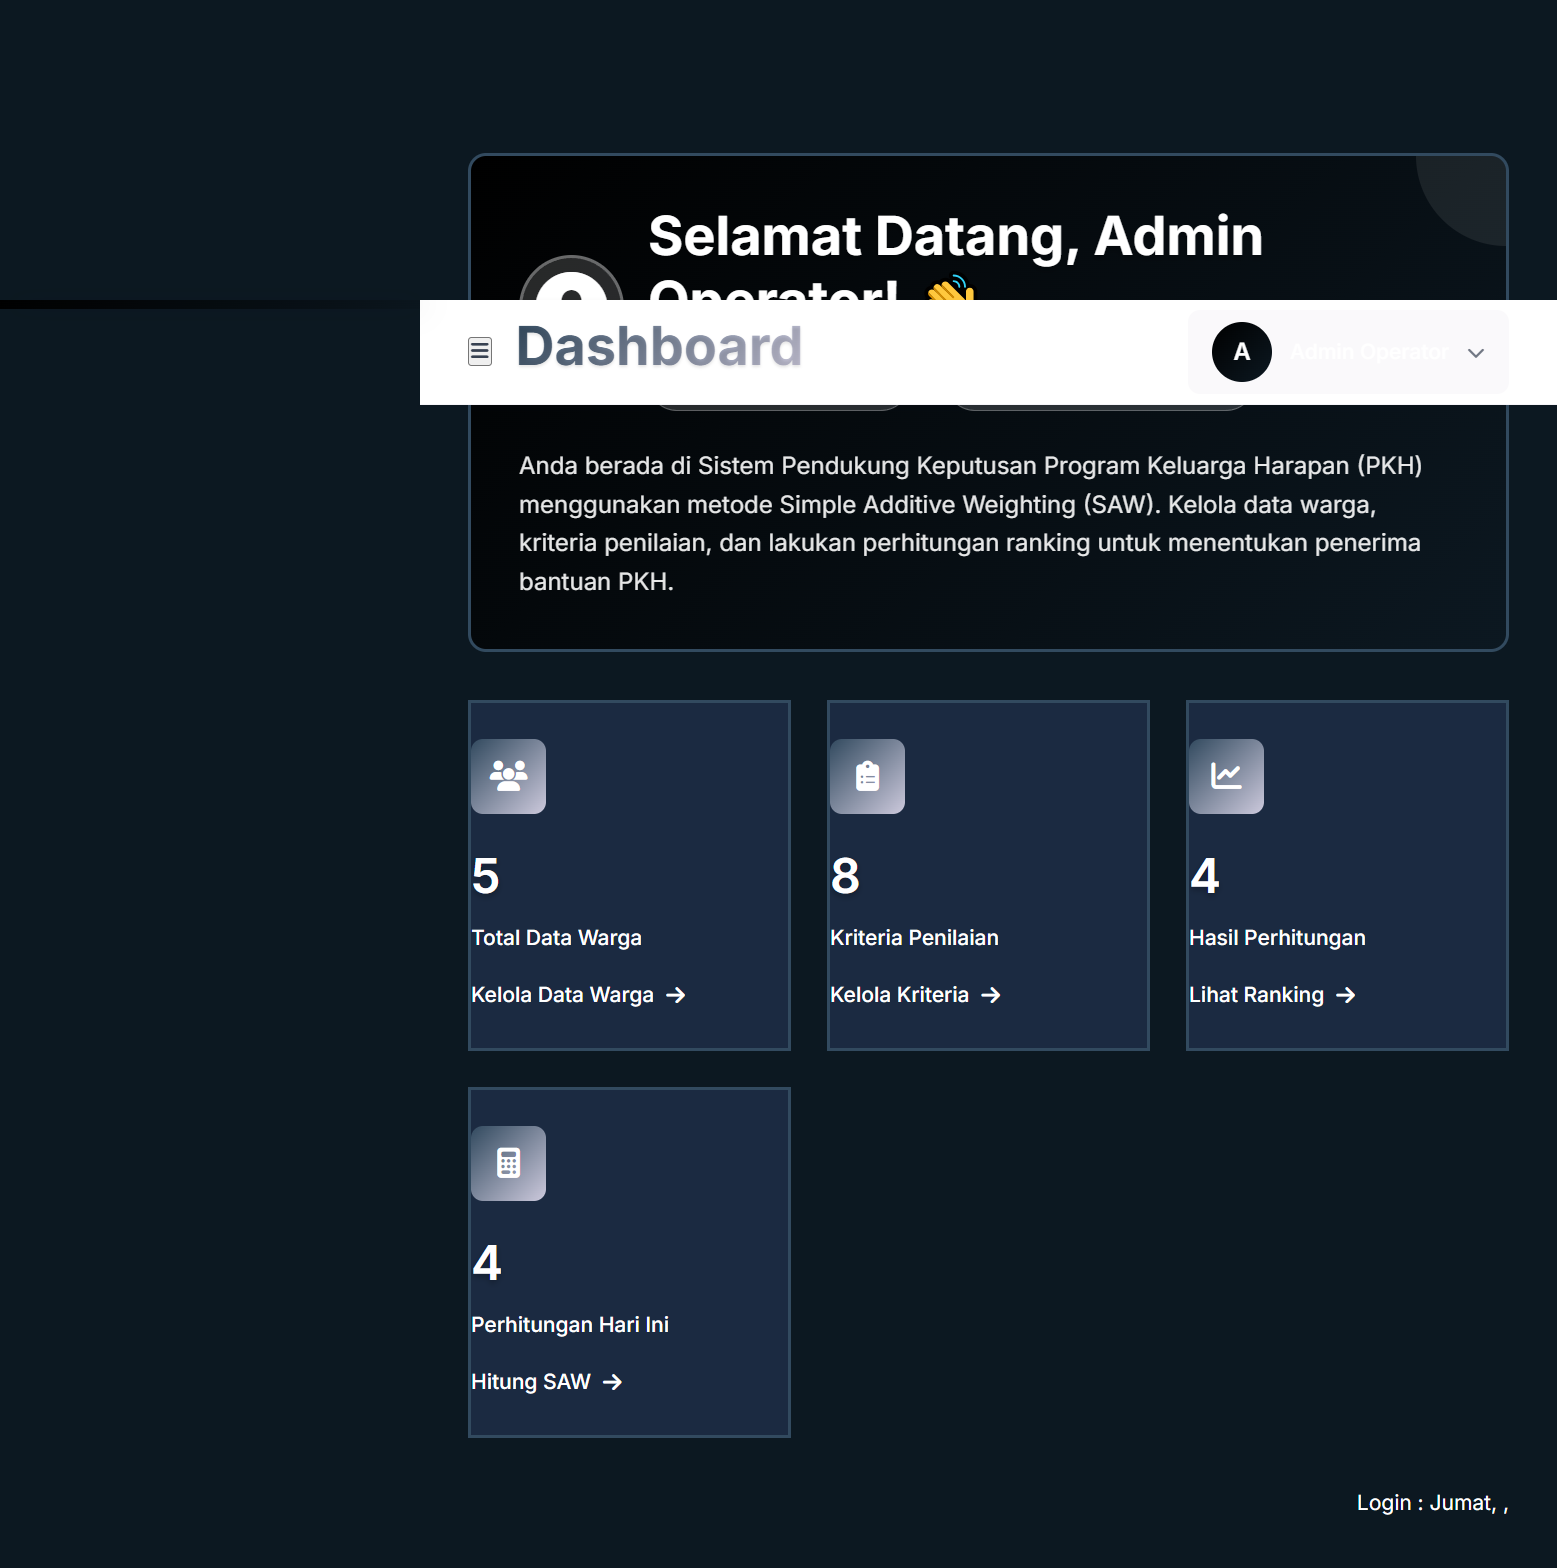 Selamat Datang, Admin
Operator! 👋
Dashboard
A Admin Operator
Anda berada di Sistem Pendukung Keputusan Program Keluarga Harapan (PKH)
menggunakan metode Simple Additive Weighting (SAW). Kelola data warga,
kriteria penilaian, dan lakukan perhitungan ranking untuk menentukan penerima
bantuan PKH.
5
Total Data Warga
Kelola Data Warga →
8
Kriteria Penilaian
Kelola Kriteria →
4
Hasil Perhitungan
Lihat Ranking →
4
Perhitungan Hari Ini
Hitung SAW →
Login : Jumat, ,